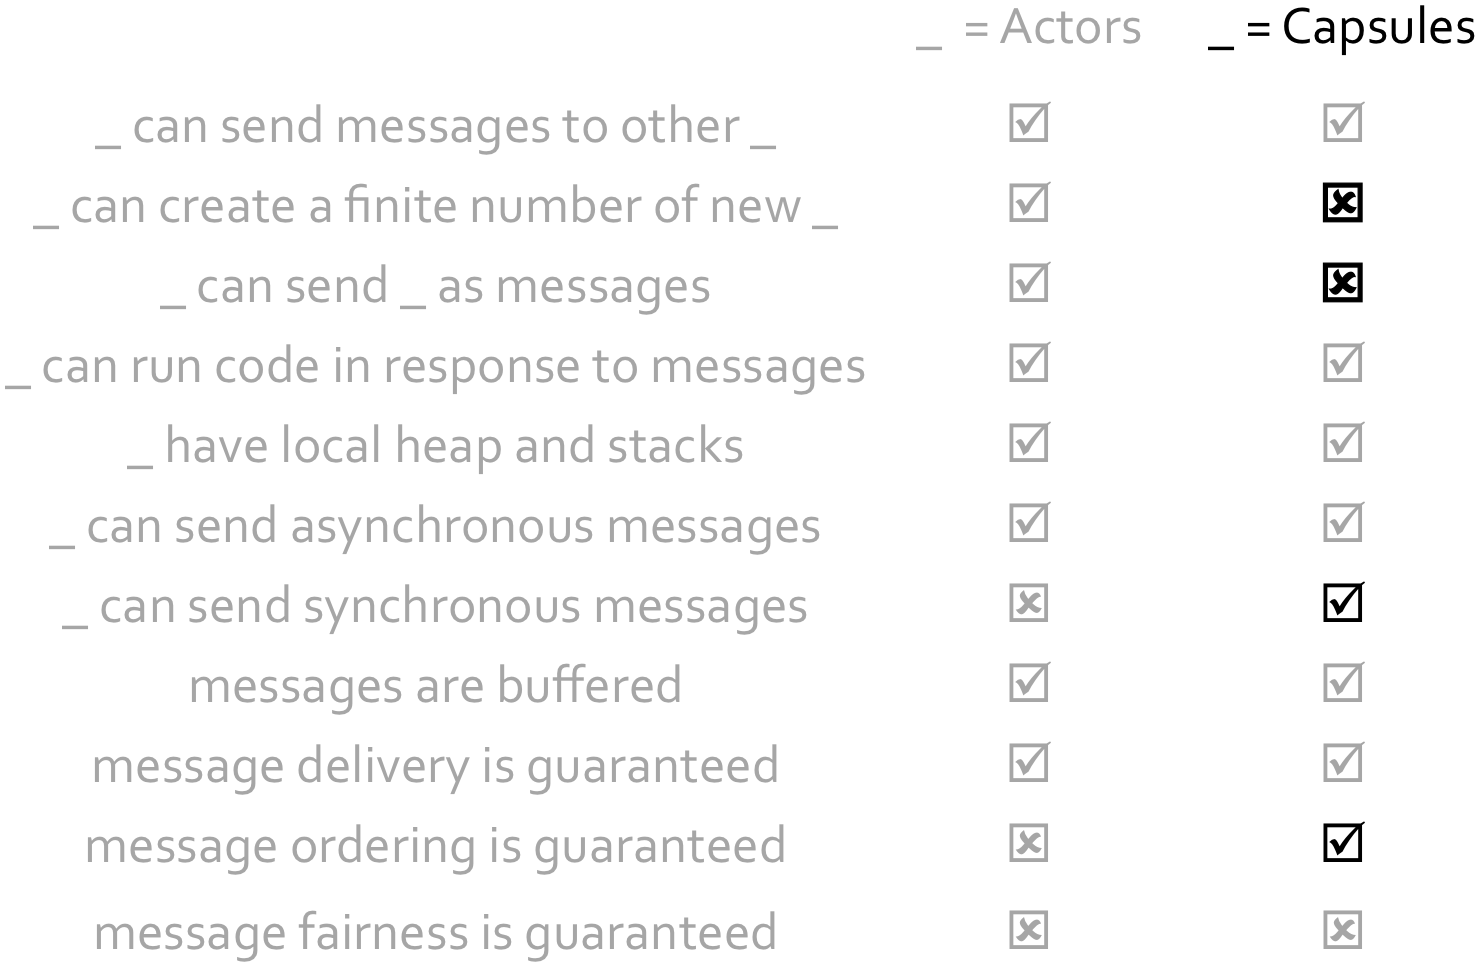 _ = Actors _ = Capsules
_ can send messages to other _ ☑ ☑
_ can create a finite number of new _ ☑ ☒
_ can send _ as messages ☑ ☒
_ can run code in response to messages ☑ ☑
_ have local heap and stacks ☑ ☑
_ can send asynchronous messages ☑ ☑
_ can send synchronous messages ☒ ☑
messages are buffered ☑ ☑
message delivery is guaranteed ☑ ☑
message ordering is guaranteed ☒ ☑
message fairness is guaranteed ☒ ☒